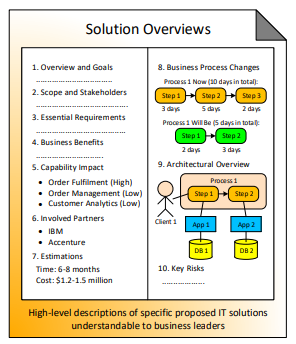 Solution Overviews
1. Overview and Goals
................................
2. Scope and Stakeholders
......................................
3. Essential Requirements
.....................................
4. Business Benefits
................................
5. Capability Impact
• Order Fulfilment (High)
• Order Management (Low)
• Customer Analytics (Low)
6. Involved Partners
• IBM
• Accenture
7. Estimations
Time: 6-8 months
Cost: $1.2-1.5 million
8. Business Process Changes
Process 1 Now (10 days in total):
Step 1 Step 2 Step 3
3 days 5 days 2 days
Process 1 Will Be (5 days in total):
Step 1 Step 2
2 days 3 days
9. Architectural Overview
Process 1
Step 1 Step 2
Client 1
App 1 App 2
DB 1 DB 2
10. Key Risks
..................
High-level descriptions of specific proposed IT solutions
understandable to business leaders